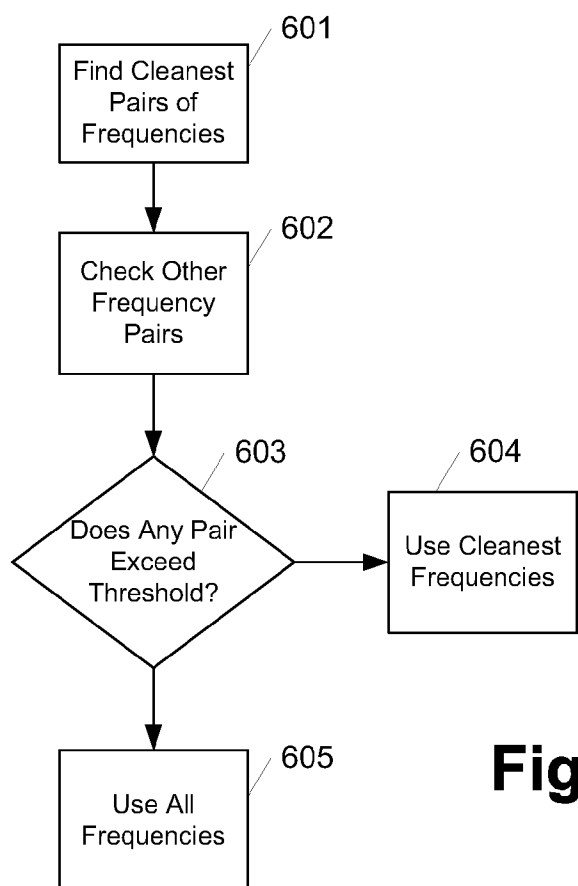 601
Find Cleanest
Pairs of
Frequencies
602
Check Other
Frequency
Pairs
603
Does Any Pair
Exceed
Threshold?
604
Use Cleanest
Frequencies
605
Use All
Frequencies
Fig